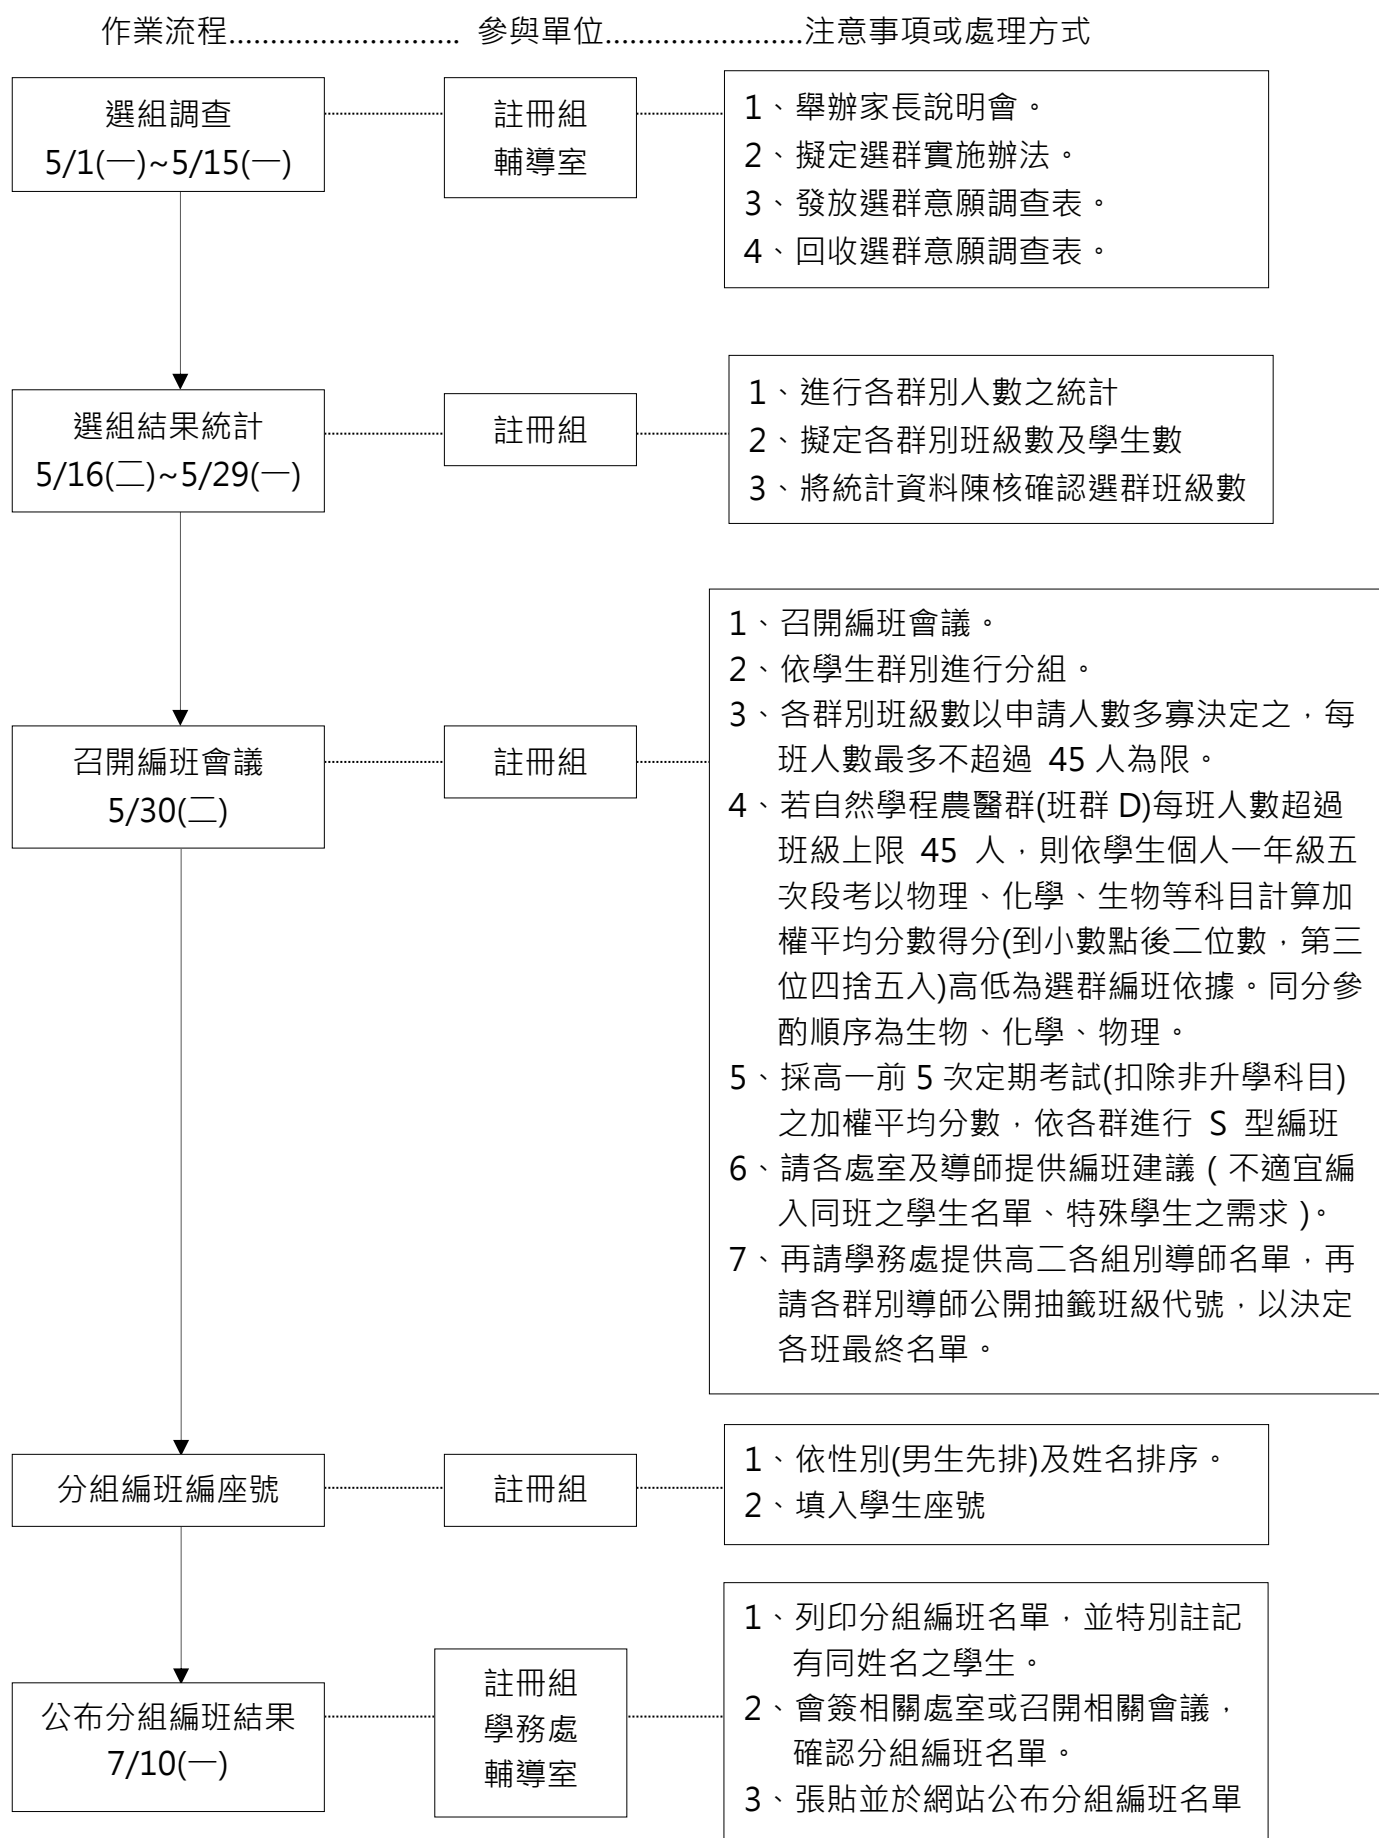 作業流程............................ 參與單位........................注意事項或處理方式
選組調查
5/1(一)~5/15(一)
註冊組
輔導室
1、舉辦家長說明會。
2、擬定選群實施辦法。
3、發放選群意願調查表。
4、回收選群意願調查表。
選組結果統計
5/16(二)~5/29(一)
註冊組
1、進行各群別人數之統計
2、擬定各群別班級數及學生數
3、將統計資料陳核確認選群班級數
召開編班會議
5/30(二)
註冊組
1、召開編班會議。
2、依學生群別進行分組。
3、各群別班級數以申請人數多寡決定之，每
班人數最多不超過 45 人為限。
4、若自然學程農醫群(班群 D)每班人數超過
班級上限 45 人，則依學生個人一年級五
次段考以物理、化學、生物等科目計算加
權平均分數得分(到小數點後二位數，第三
位四捨五入)高低為選群編班依據。同分參
酌順序為生物、化學、物理。
5、採高一前 5 次定期考試(扣除非升學科目)
之加權平均分數，依各群進行 S 型編班
6、請各處室及導師提供編班建議 ( 不適宜編
入同班之學生名單、特殊學生之需求 )。
7、再請學務處提供高二各組別導師名單，再
請各群別導師公開抽籤班級代號，以決定
各班最終名單。
分組編班編座號
註冊組
1、依性別(男生先排)及姓名排序。
2、填入學生座號
公布分組編班結果
7/10(一)
註冊組
學務處
輔導室
1、列印分組編班名單，並特別註記
有同姓名之學生。
2、會簽相關處室或召開相關會議，
確認分組編班名單。
3、張貼並於網站公布分組編班名單